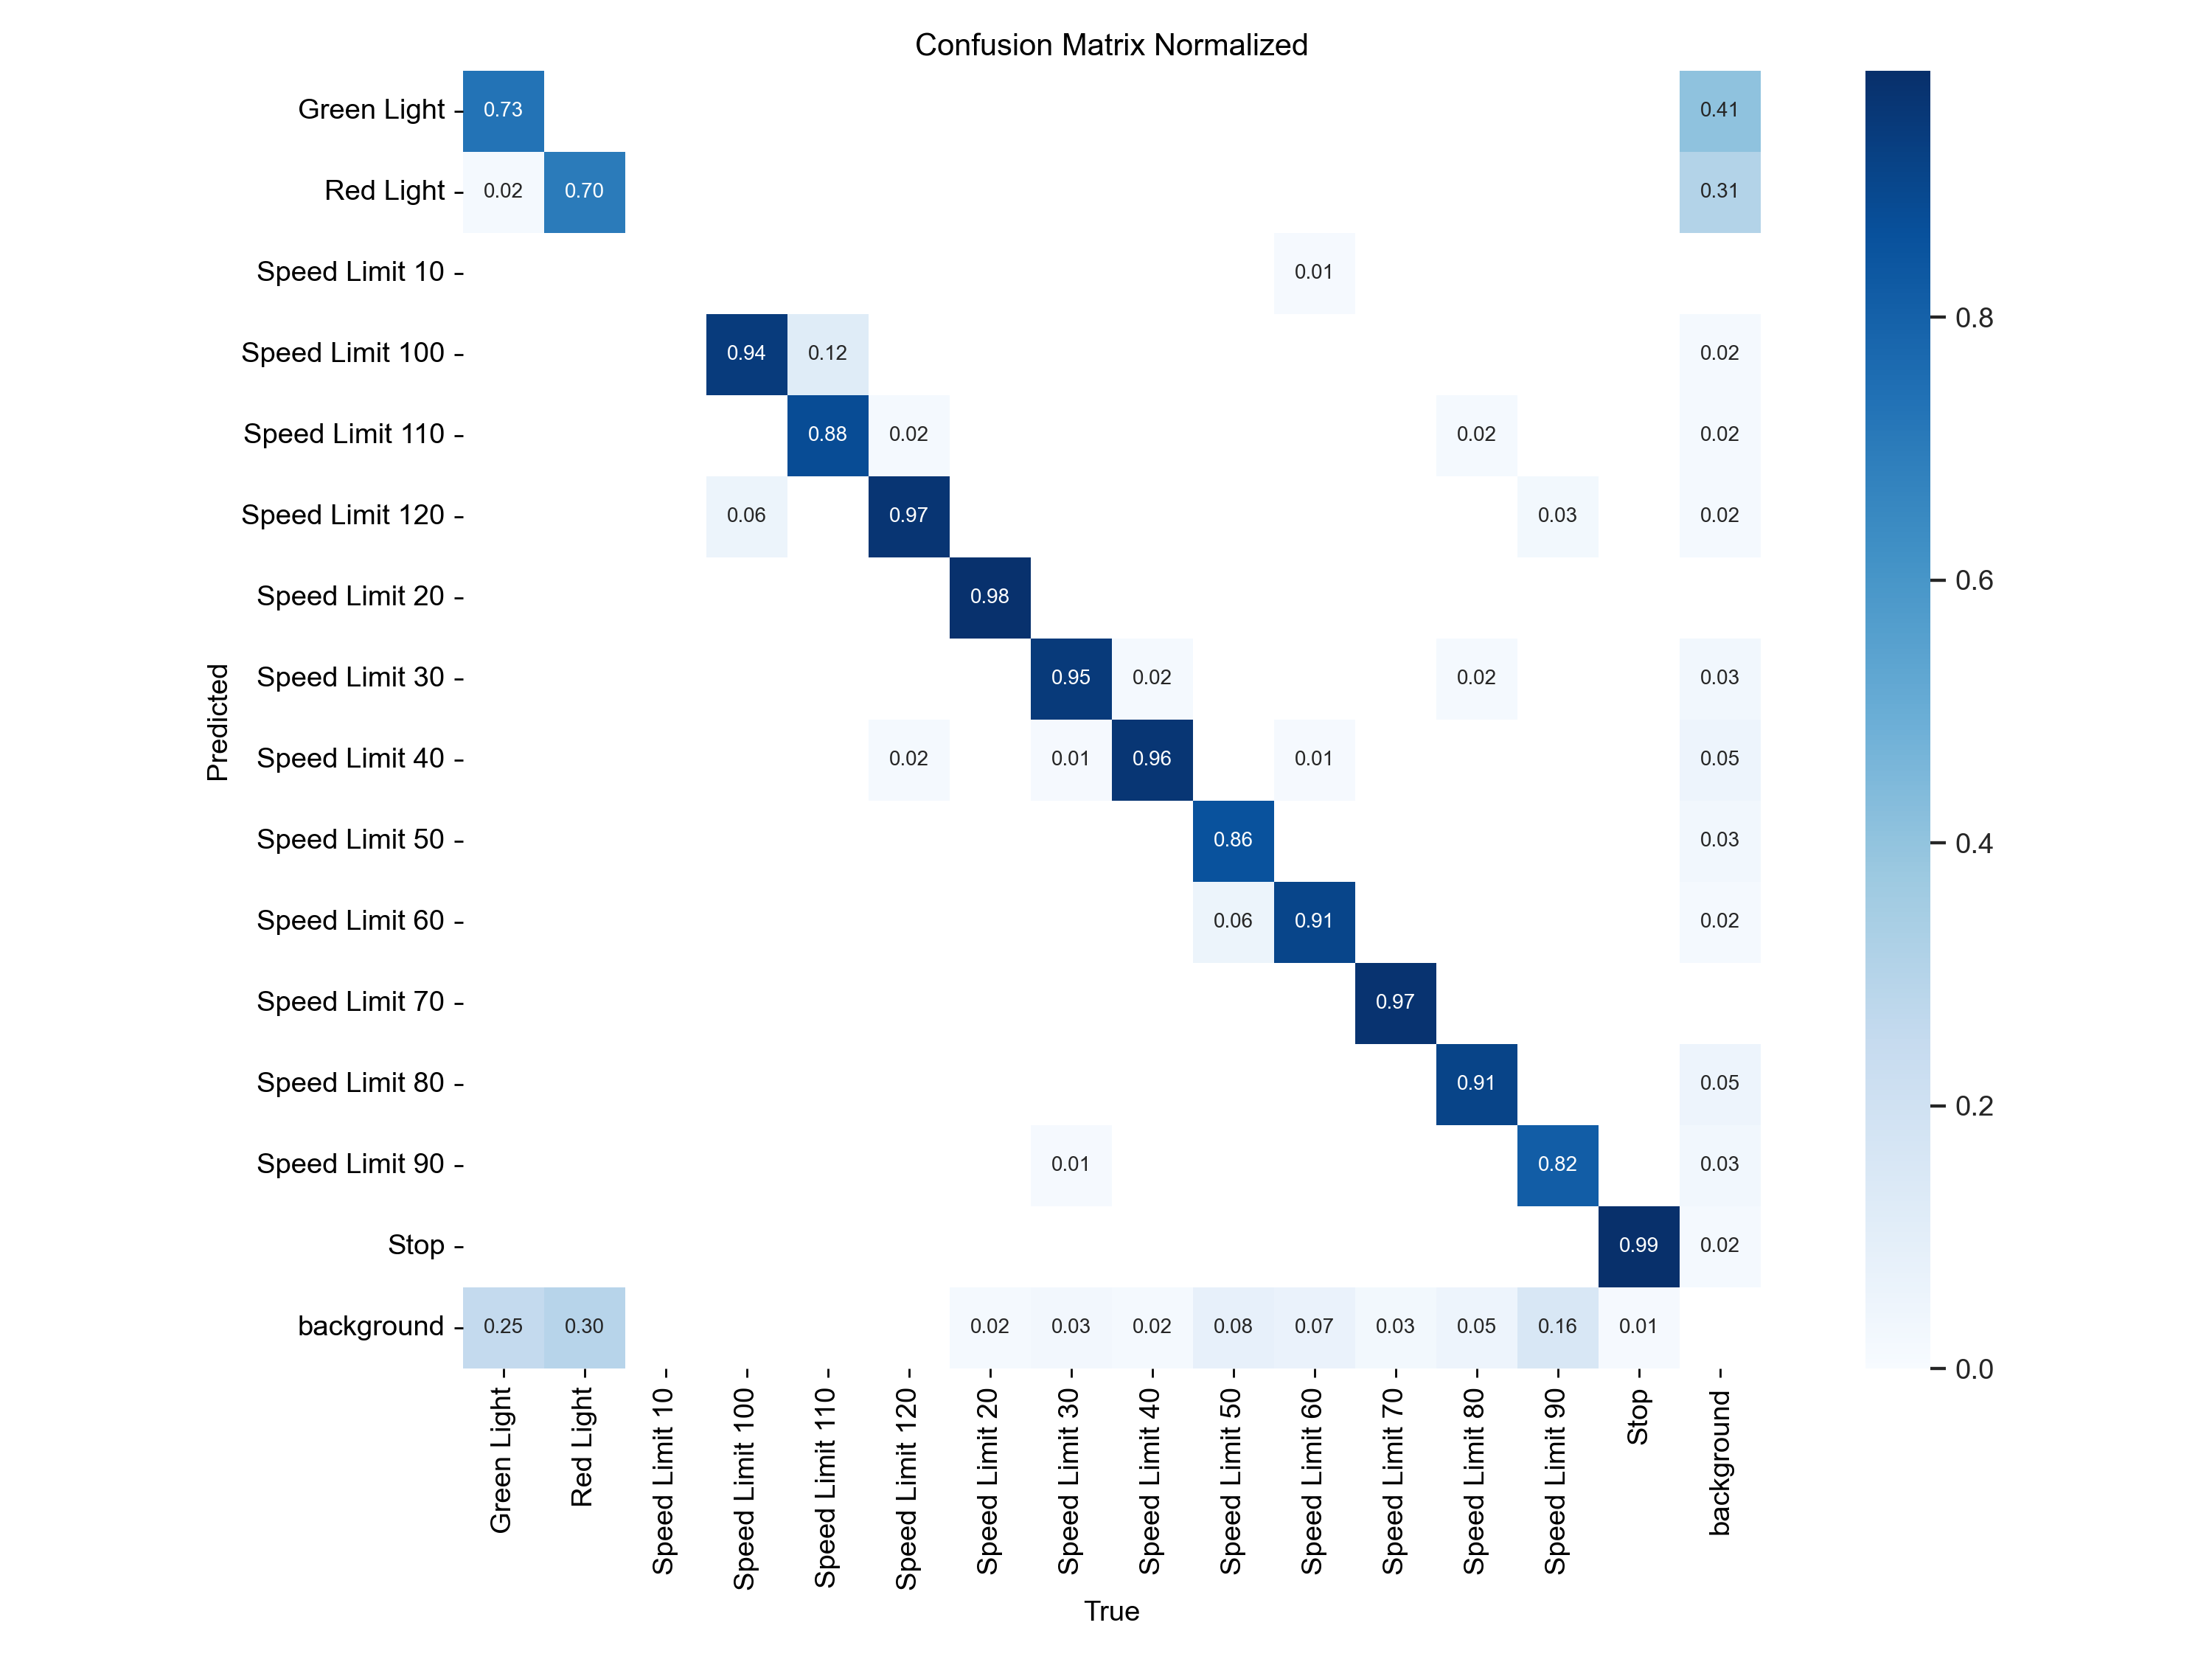 Confusion Matrix Normalized
Green Light 0.73 0.41
Red Light 0.02 0.70 0.31
Speed Limit 10 0.01
Speed Limit 100 0.94 0.12 0.02
Speed Limit 110 0.88 0.02 0.02 0.02
Speed Limit 120 0.06 0.97 0.03 0.02
Speed Limit 20 0.98
Speed Limit 30 0.95 0.02 0.02 0.03
Speed Limit 40 0.02 0.01 0.96 0.01 0.05
Speed Limit 50 0.86 0.03
Speed Limit 60 0.06 0.91 0.02
Speed Limit 70 0.97
Speed Limit 80 0.91 0.05
Speed Limit 90 0.01 0.82 0.03
Stop 0.99 0.02
background 0.25 0.30 0.02 0.03 0.02 0.08 0.07 0.03 0.05 0.16 0.01
Predicted
Green Light
Red Light
Speed Limit 10
Speed Limit 100
Speed Limit 110
Speed Limit 120
Speed Limit 20
Speed Limit 30
Speed Limit 40
Speed Limit 50
Speed Limit 60
Speed Limit 70
Speed Limit 80
Speed Limit 90
Stop
background
True
0.8
0.6
0.4
0.2
0.0